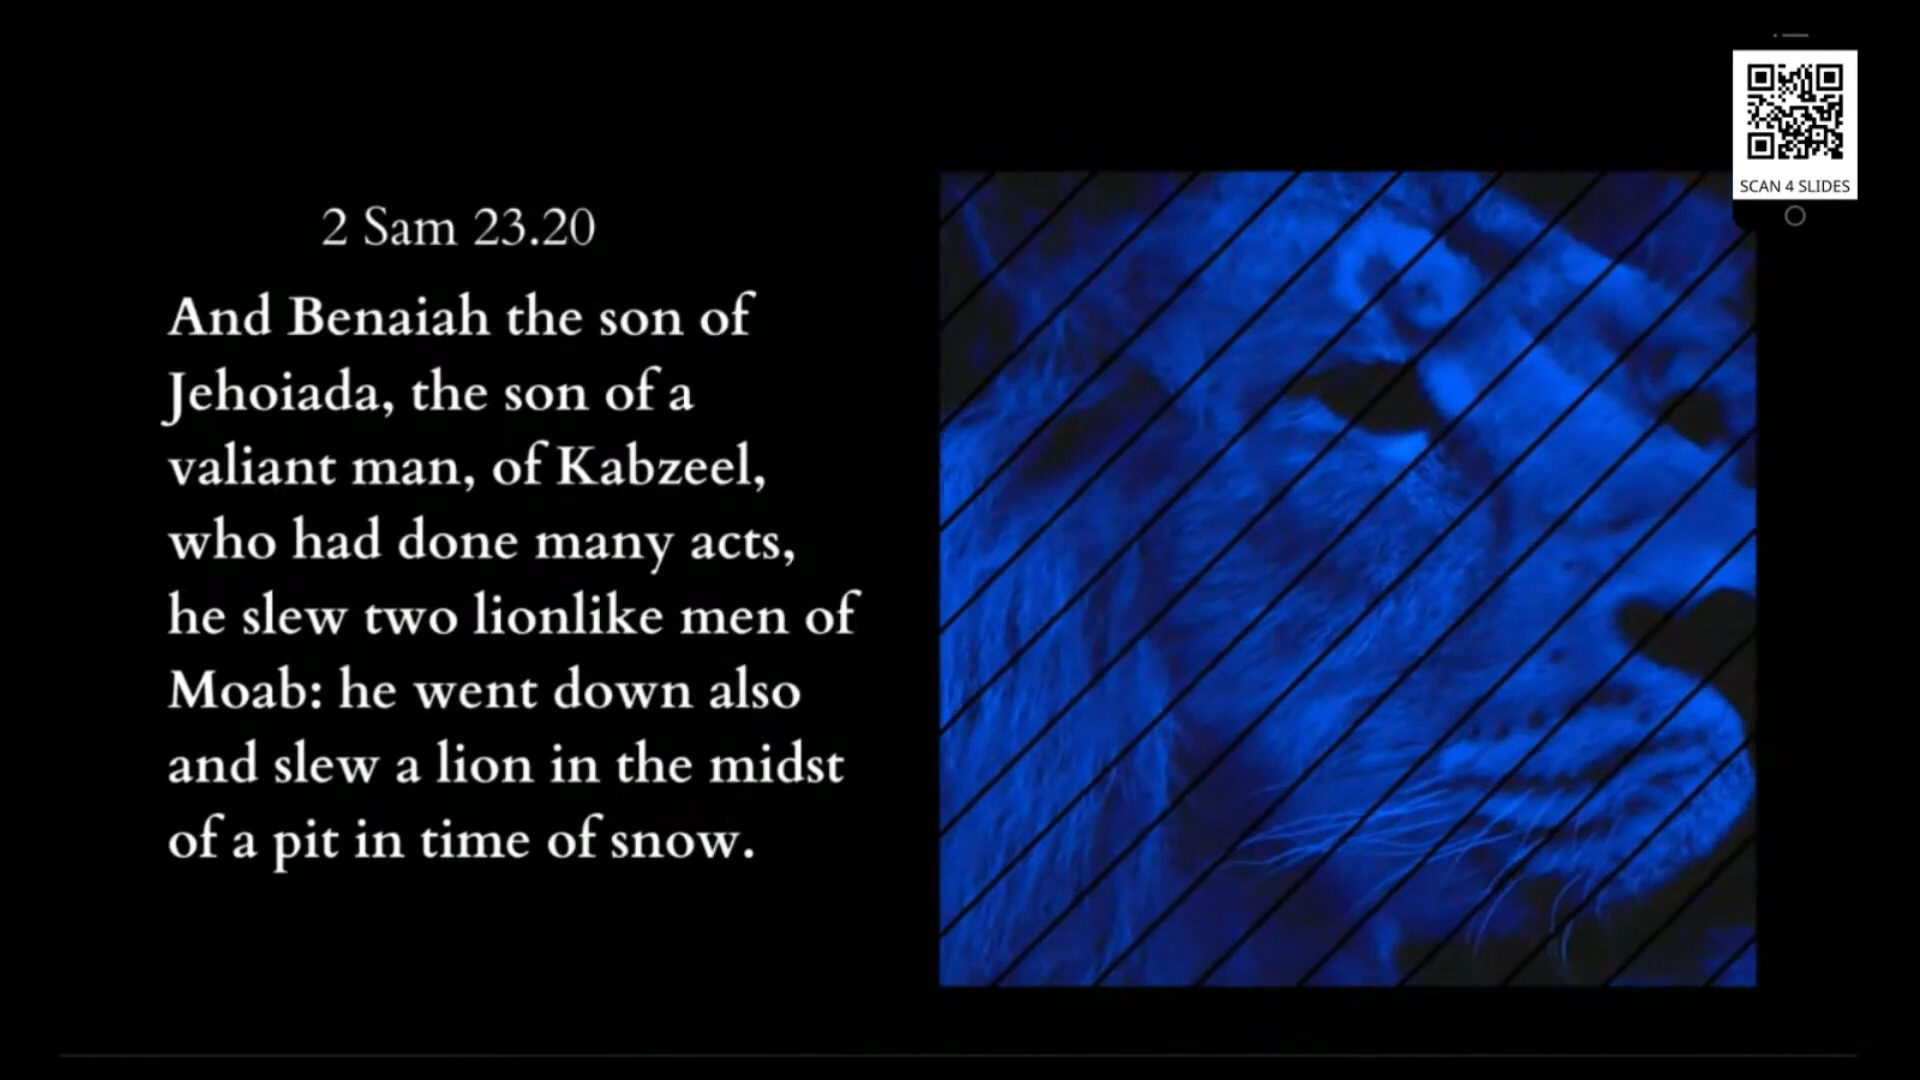 SCAN 4 SLIDES
2 Sam 23.20
And Benaiah the son of
Jehoiada, the son of a
valiant man, of Kabzeel,
who had done many acts,
he slew two lionlike men of
Moab: he went down also
and slew a lion in the midst
of a pit in time of snow.